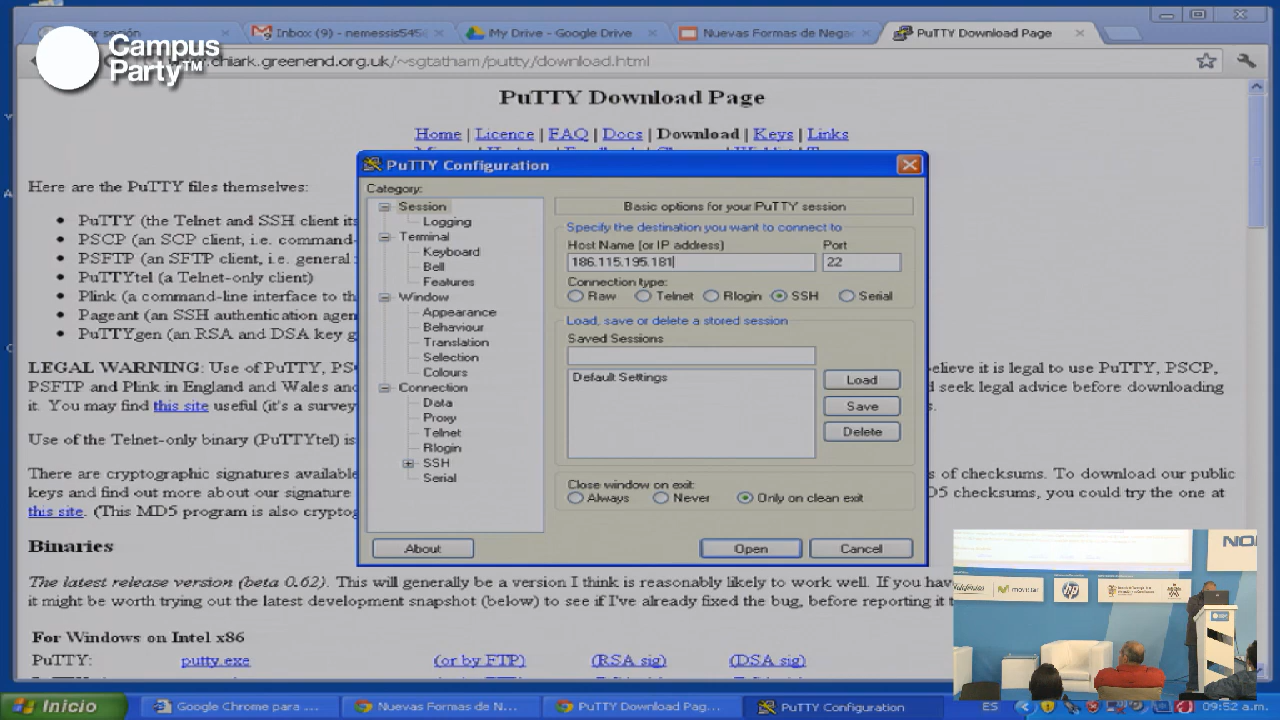 Campus
Party™
Inbox (9) - nemessis545
My Drive - Google Drive
Nuevas Formas de Negar
PuTTY Download Page
chiark.greenend.org.uk/~sgtatham/putty/download.html
PuTTY Download Page
Home | Licence | FAQ | Docs | Download | Keys | Links
Here are the PuTTY files themselves:
PuTTY (the Telnet and SSH client its
PSCP (an SCP client, i.e. command-
PSFTP (an SFTP client, i.e. general
PuTTYtel (a Telnet-only client)
Plink (a command-line interface to th
Pageant (an SSH authentication agen
PuTTYgen (an RSA and DSA key g
LEGAL WARNING: Use of PuTTY, PS
believe it is legal to use PuTTY, PSCP,
PSFTP and Plink in England and Wales and
d seek legal advice before downloading
it. You may find this site useful (it's a survey
Use of the Telnet-only binary (PuTTYtel) is
There are cryptographic signatures available
s of checksums. To download our public
keys and find out more about our signature
D5 checksums, you could try the one at
this site. (This MD5 program is also cryptog
Binaries
The latest release version (beta 0.62). This will generally be a version I think is reasonably likely to work well. If you hav
it might be worth trying out the latest development snapshot (below) to see if I've already fixed the bug, before reporting it t
For Windows on Intel x86
PuTTY: putty.exe (or by FTP) (RSA sig) (DSA sig)
PuTTY Configuration
Category:
Session
Logging
Terminal
Keyboard
Bell
Features
Window
Appearance
Behaviour
Translation
Selection
Colours
Connection
Data
Proxy
Telnet
Rlogin
SSH
Serial
Basic options for your PuTTY session
Specify the destination you want to connect to
Host Name (or IP address) Port
186.115.195.181 22
Connection type:
Raw Telnet Rlogin SSH Serial
Load, save or delete a stored session
Saved Sessions
Default Settings
Load
Save
Delete
Close window on exit:
Always Never Only on clean exit
About Open Cancel
NO
movistar
hp
Inicio
Google Chrome para ....
Nuevas Formas de N...
PuTTY Download Pag...
PuTTY Configuration
ES
09:52 a.m.